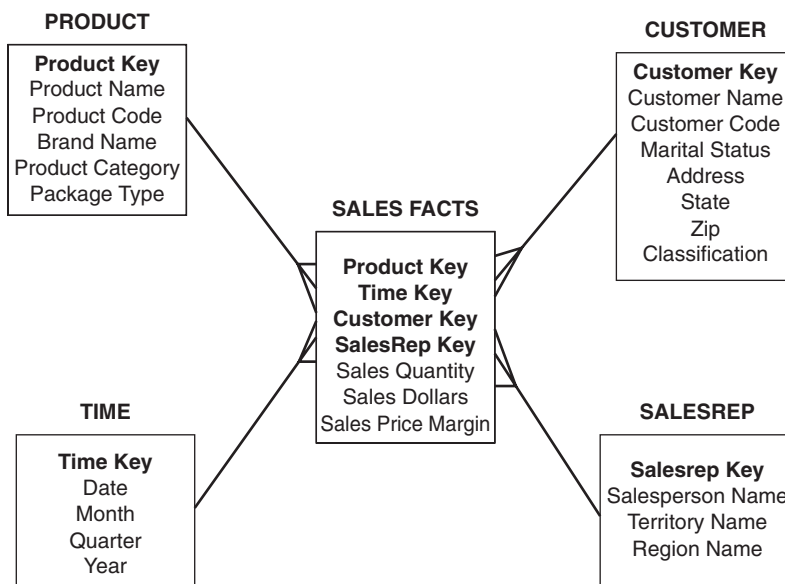 PRODUCT
Product Key
Product Name
Product Code
Brand Name
Product Category
Package Type
CUSTOMER
Customer Key
Customer Name
Customer Code
Marital Status
Address
State
Zip
Classification
SALES FACTS
Product Key
Time Key
Customer Key
SalesRep Key
Sales Quantity
Sales Dollars
Sales Price Margin
TIME
Time Key
Date
Month
Quarter
Year
SALESREP
Salesrep Key
Salesperson Name
Territory Name
Region Name